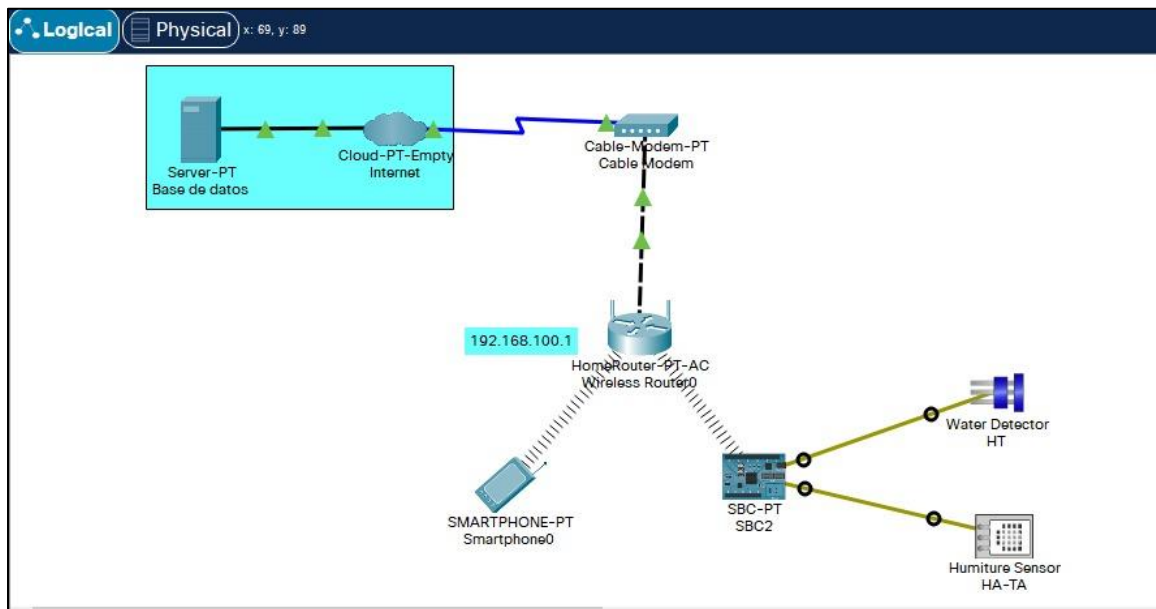 Logical
Physical
x: 69, y: 89
Server-PT
Base de datos
Cloud-PT-Empty
Internet
Cable-Modem-PT
Cable Modem
192.168.100.1
HomeRouter-PT-AC
Wireless Router0
SMARTPHONE-PT
Smartphone0
SBC-PT
SBC2
Water Detector
HT
Humiture Sensor
HA-TA